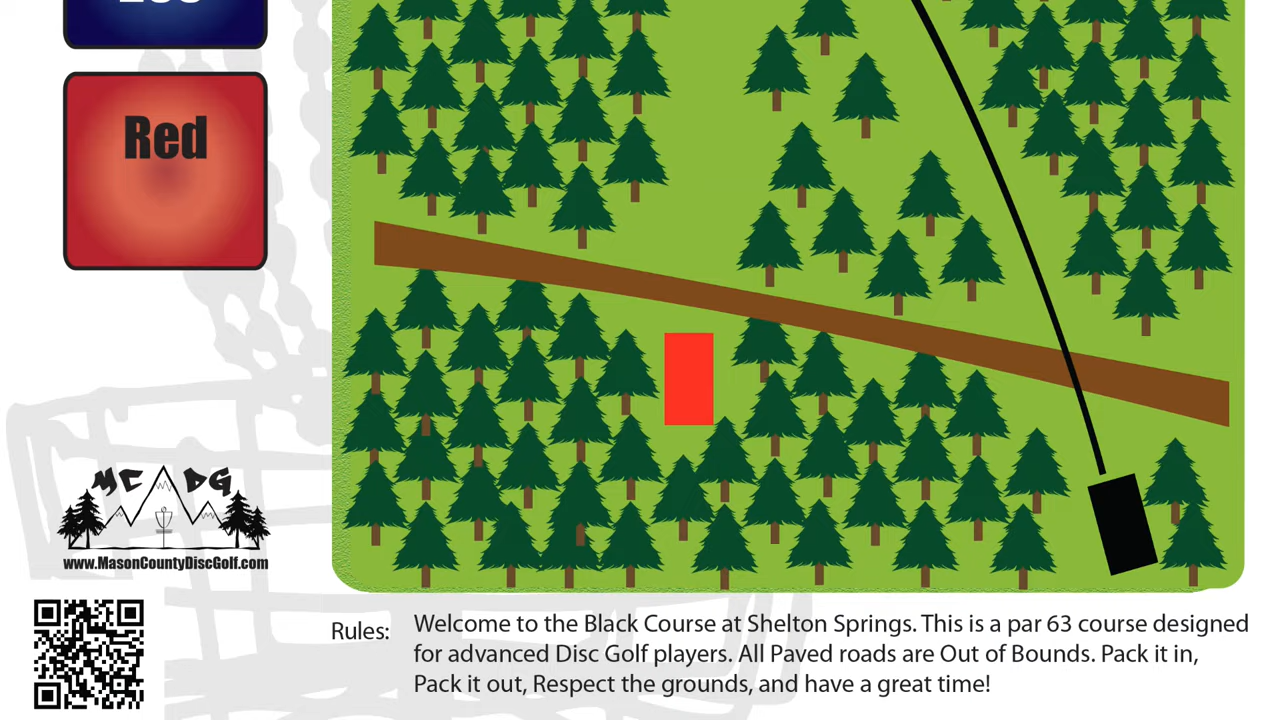 Red
MC DG
www.MasonCountyDiscGolf.com
Rules:
Welcome to the Black Course at Shelton Springs. This is a par 63 course designed
for advanced Disc Golf players. All Paved roads are Out of Bounds. Pack it in,
Pack it out, Respect the grounds, and have a great time!